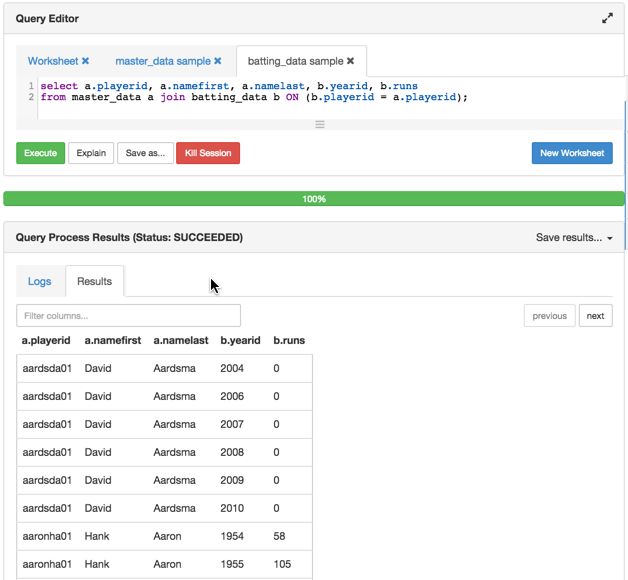 Query Editor
Worksheet ✖ master_data sample ✖ batting_data sample ✖
1 select a.playerid, a.namefirst, a.namelast, b.yearid, b.runs
2 from master_data a join batting_data b ON (b.playerid = a.playerid);
Execute Explain Save as... Kill Session New Worksheet
100%
Query Process Results (Status: SUCCEEDED) Save results...
Logs Results
Filter columns... previous next
a.playerid a.namefirst a.namelast b.yearid b.runs
aardsda01 David Aardsma 2004 0
aardsda01 David Aardsma 2006 0
aardsda01 David Aardsma 2007 0
aardsda01 David Aardsma 2008 0
aardsda01 David Aardsma 2009 0
aardsda01 David Aardsma 2010 0
aaronha01 Hank Aaron 1954 58
aaronha01 Hank Aaron 1955 105